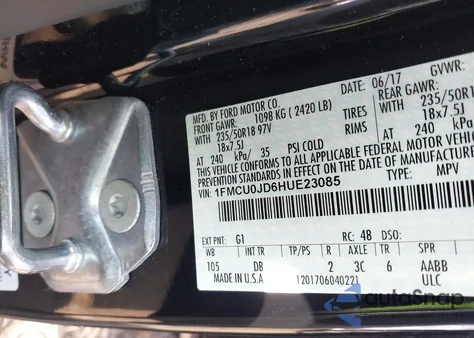 MFD. BY FORD MOTOR CO.
06/17 GVWR:
FRONT GAWR: 1098 KG ( 2420 LB) REAR GAWR:
WITH 235/50R18 97V TIRES WITH 235/50R18
18x7.5J RIMS 18x7.5J
AT 240 kPa/ 35 PSI COLD AT 240 kPa/
THIS VEHICLE CONFORMS TO ALL APPLICABLE FEDERAL MOTOR VEHICLE
STANDARDS IN EFFECT ON THE DATE OF MANUFACTURE
VIN: 1FMCU0JD6HUE23085 TYPE: MPV
EXT PNT: G1 RC: 48 DSO:
WB INT TR TP/PS R AXLE TR SPR
105 DB 2 3C 6 AABB
MADE IN U.S.A 1201706040221 ULC
autoSnap